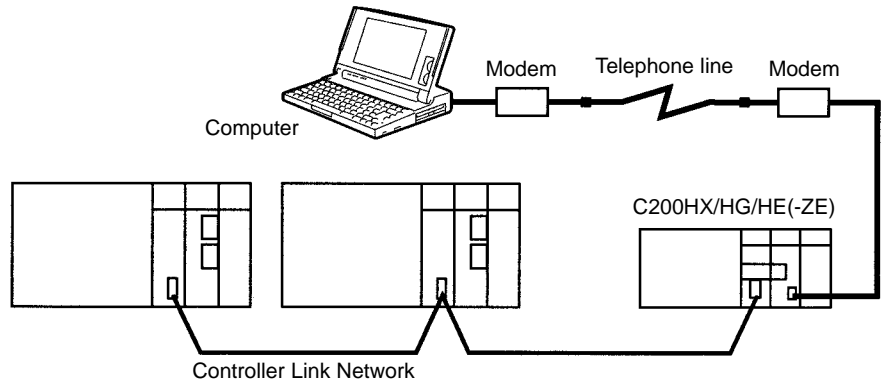 Modem
Telephone line
Modem
Computer
C200HX/HG/HE(-ZE)
Controller Link Network